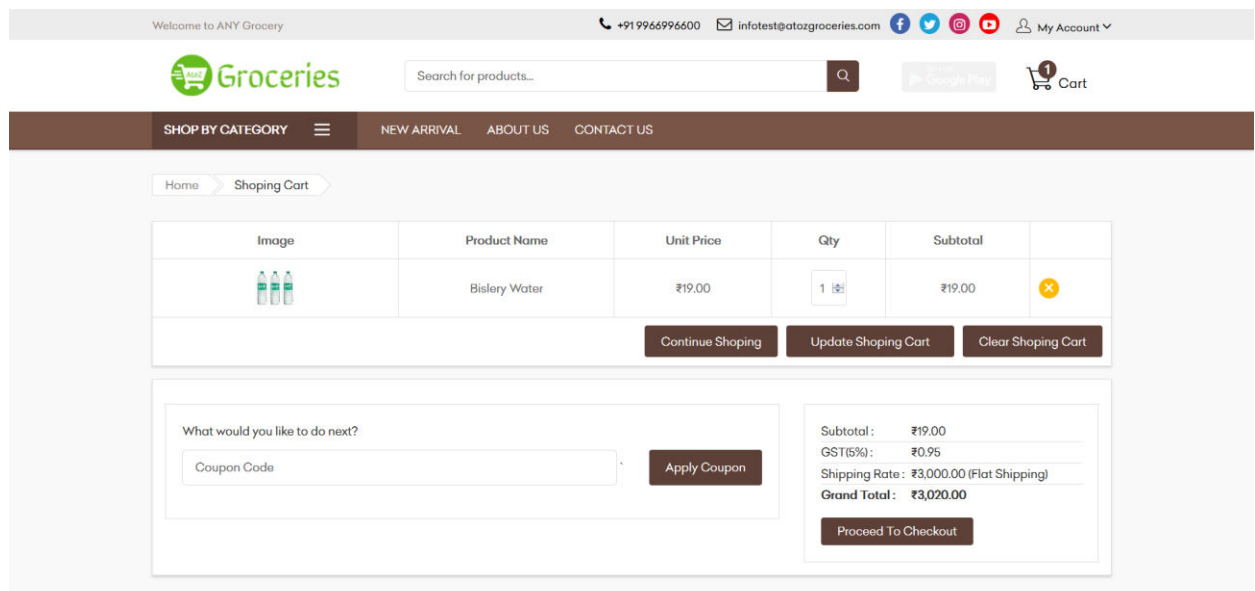 Welcome to ANY Grocery
+91 9966996600
infotest@atozgroceries.com
My Account
AtoZ
Groceries
Search for products...
Google Play
1
Cart
SHOP BY CATEGORY
NEW ARRIVAL
ABOUT US
CONTACT US
Home
Shoping Cart
Image
Product Name
Unit Price
Qty
Subtotal
Bislery Water
₹19.00
1
₹19.00
Continue Shoping
Update Shoping Cart
Clear Shoping Cart
What would you like to do next?
Coupon Code
`
Apply Coupon
Subtotal : ₹19.00
GST(5%) : ₹0.95
Shipping Rate : ₹3,000.00 (Flat Shipping)
Grand Total : ₹3,020.00
Proceed To Checkout